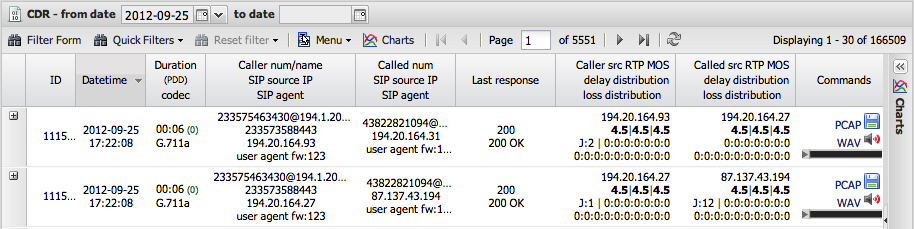 CDR - from date 2012-09-25 to date
Filter Form Quick Filters Reset filter Menu Charts Page 1 of 5551 Displaying 1 - 30 of 166509
ID Datetime Duration (PDD) codec Caller num/name SIP source IP SIP agent Called num SIP source IP SIP agent Last response Caller src RTP MOS delay distribution loss distribution Called src RTP MOS delay distribution loss distribution Commands
Charts
1115... 2012-09-25 17:22:08 00:06 (0) G.711a 233575463430@194.1.20... 233573588443 194.20.164.93 user agent fw:123 43822821094@... 194.20.164.31 user agent fw:1... 200 200 OK 194.20.164.93 4.5|4.5|4.5 J:2 | 0:0:0:0:0:0:0 0:0:0:0:0:0:0:0:0:0 194.20.164.27 4.5|4.5|4.5 0:0:0:0:0:0:0 0:0:0:0:0:0:0:0:0:0 PCAP WAV
1115... 2012-09-25 17:22:08 00:06 (0) G.711a 233575463430@194.1.20... 233573588443 194.20.164.27 user agent fw:123 43822821094@... 87.137.43.194 user agent fw:1... 200 200 OK 194.20.164.27 4.5|4.5|4.5 J:1 | 0:0:0:0:0:0:0 0:0:0:0:0:0:0:0:0:0 87.137.43.194 4.5|4.5|4.5 J:12 | 0:0:0:0:0:0:0 0:0:0:0:0:0:0:0:0:0 PCAP WAV